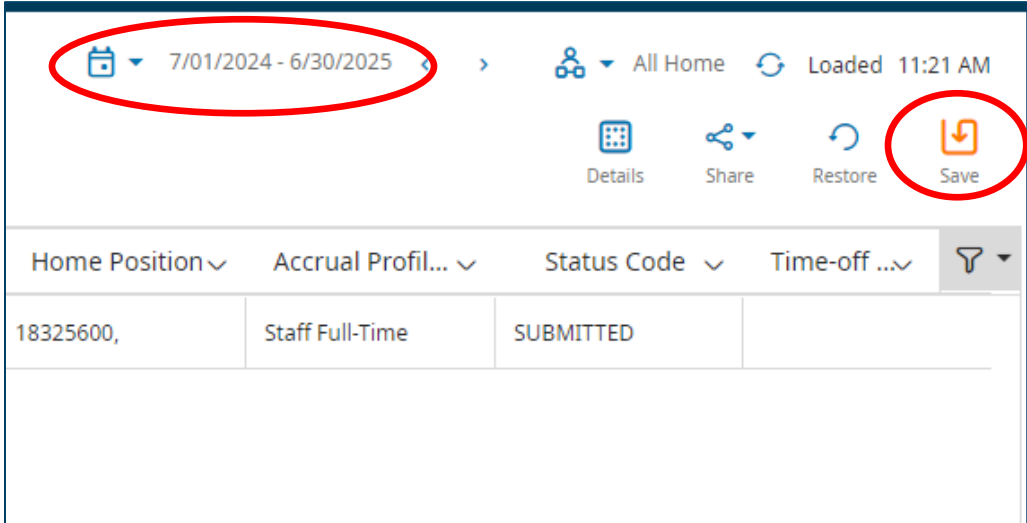 7/01/2024 - 6/30/2025 All Home Loaded 11:21 AM
Details Share Restore Save
Home Position Accrual Profil... Status Code Time-off ...
18325600, Staff Full-Time SUBMITTED